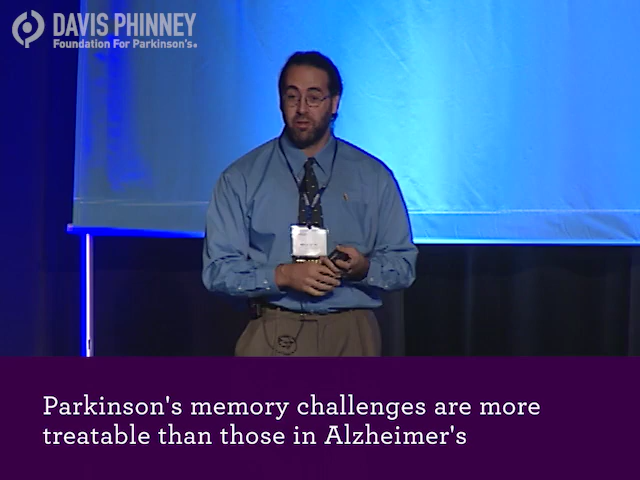 DAVIS PHINNEY
Foundation For Parkinson's.
Parkinson's memory challenges are more
treatable than those in Alzheimer's